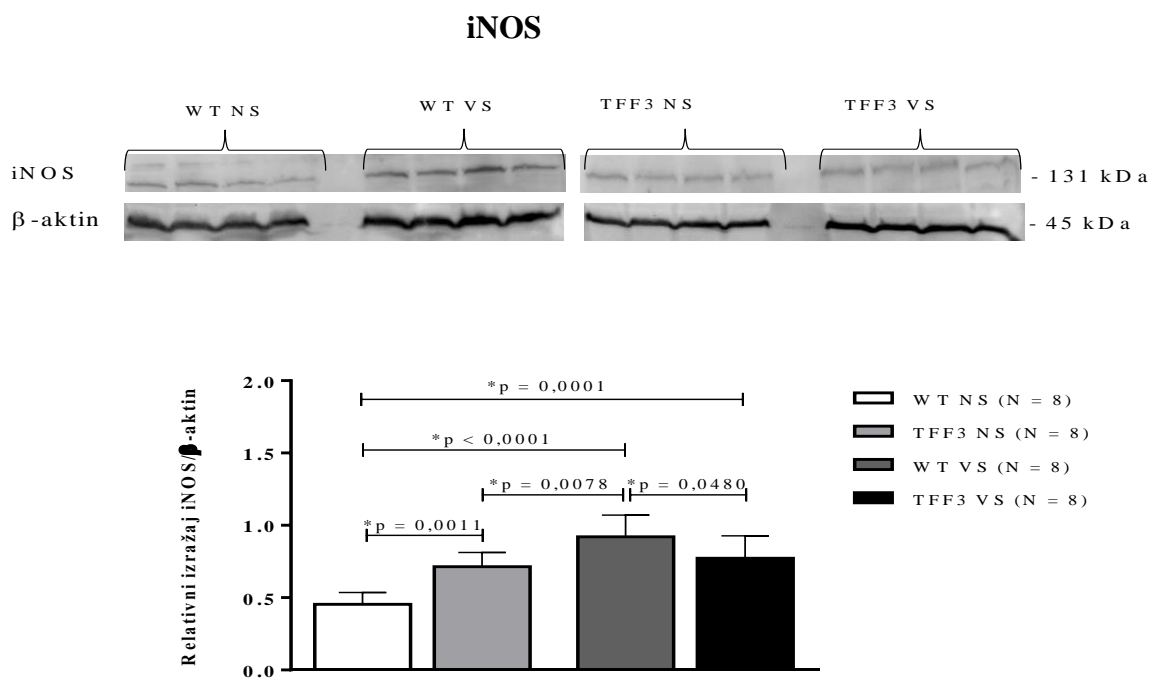 iNOS
WT NS
WT VS
TFF3 NS
TFF3 VS
iNOS
- 131 kDa
β-aktin
- 45 kDa
Relativni izražaj iNOS/β-aktin
2.0
1.5
1.0
0.5
0.0
*p = 0,0001
*p < 0,0001
*p = 0,0078
*p = 0,0480
*p = 0,0011
WT NS (N = 8)
TFF3 NS (N = 8)
WT VS (N = 8)
TFF3 VS (N = 8)